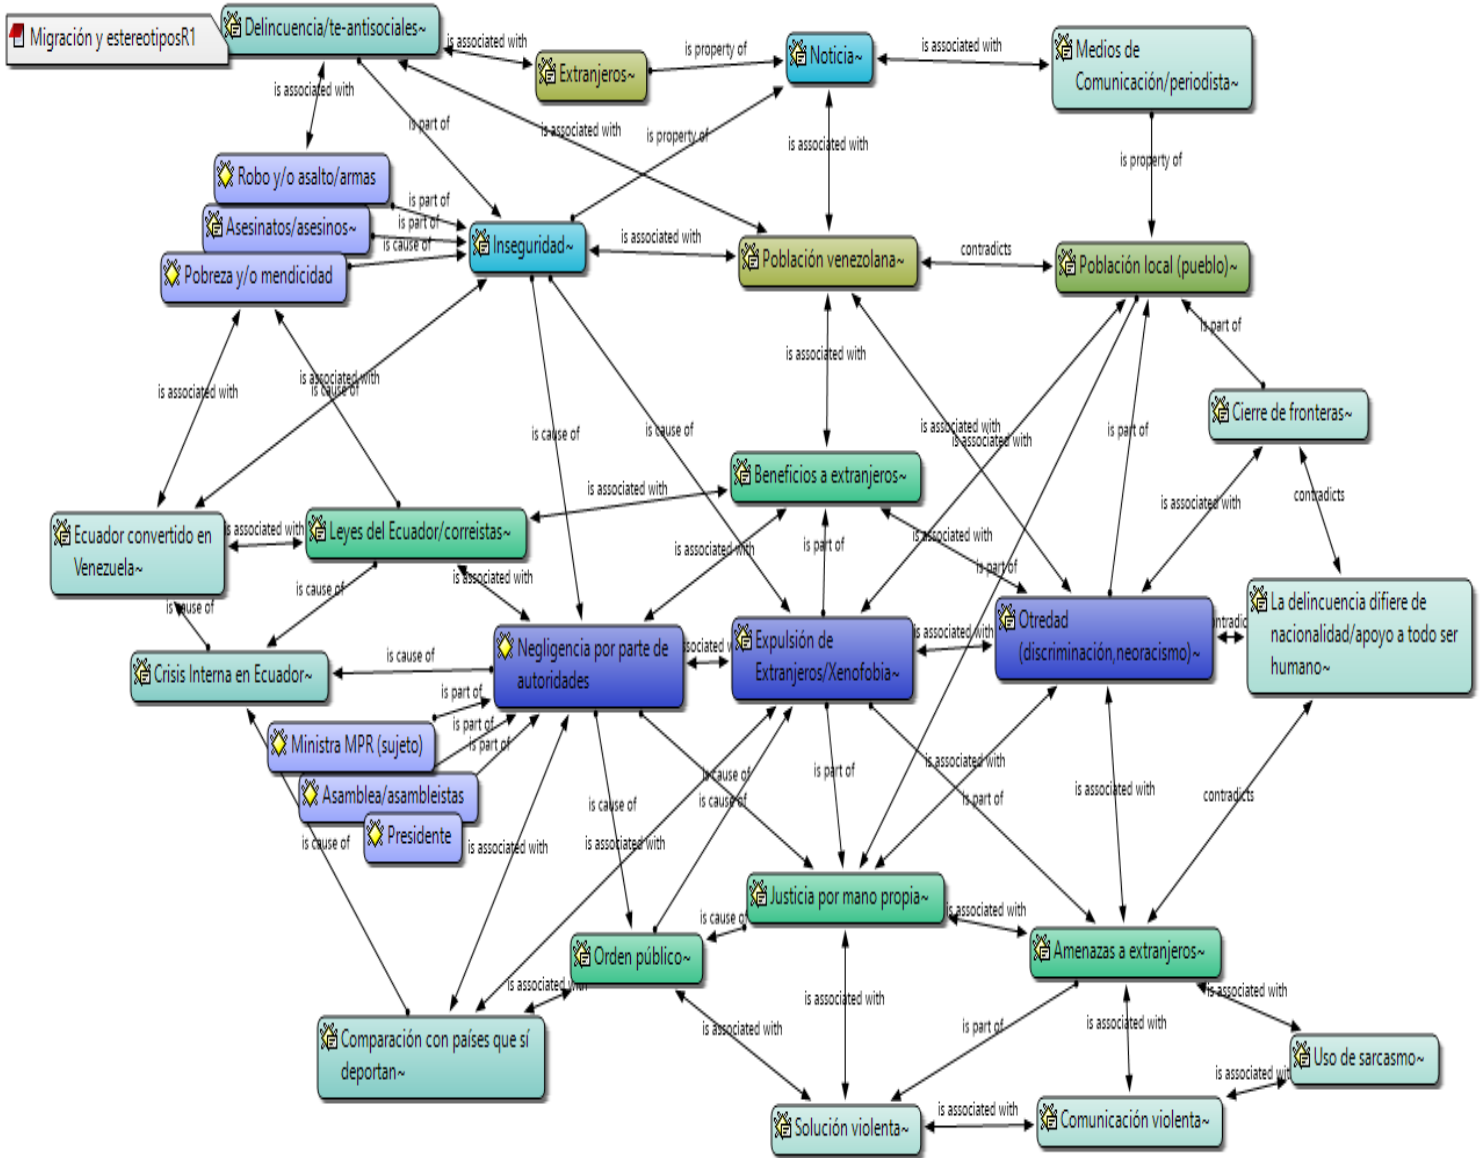 Migración y estereotiposR1
Delincuencia/te-antisociales~
is associated with
Extranjeros~
is property of
Noticia~
is associated with
Medios de
Comunicación/periodista~
is associated with
is part of
is associated with
is property of
is associated with
is property of
Robo y/o asalto/armas
is part of
Asesinatos/asesinos~
is part of
is cause of
Pobreza y/o mendicidad
Inseguridad~
is associated with
Población venezolana~
contradicts
Población local (pueblo)~
is part of
is associated with
is associated with
is associated with
is cause of
is cause of
is cause of
is associated with
is associated with
is part of
Cierre de fronteras~
Beneficios a extranjeros~
is associated with
is associated with
contradicts
Ecuador convertido en
Venezuela~
is associated with
Leyes del Ecuador/correistas~
is associated with
is part of
is associated with
is part of
is cause of
is associated with
is cause of
Crisis Interna en Ecuador~
is cause of
Negligencia por parte de
autoridades
associated w
Expulsión de
Extranjeros/Xenofobia~
is associated with
Otredad
(discriminación,neoracismo)~
ontradic
La delincuencia difiere de
nacionalidad/apoyo a todo ser
humano~
is part of
is part of
is part of
Ministra MPR (sujeto)
Asamblea/asambleistas
Presidente
is cause of
is associated with
is cause of
is associated with
is cause of
is cause of
is part of
is associated with
is part of
is associated with
contradicts
Justicia por mano propia~
is cause of
is associated with
Orden público~
Amenazas a extranjeros~
is associated with
is associated with
is associated with
is part of
is associated with
is associated with
Comparación con países que sí
deportan~
Uso de sarcasmo~
is associated with
Solución violenta~
is associated with
Comunicación violenta~